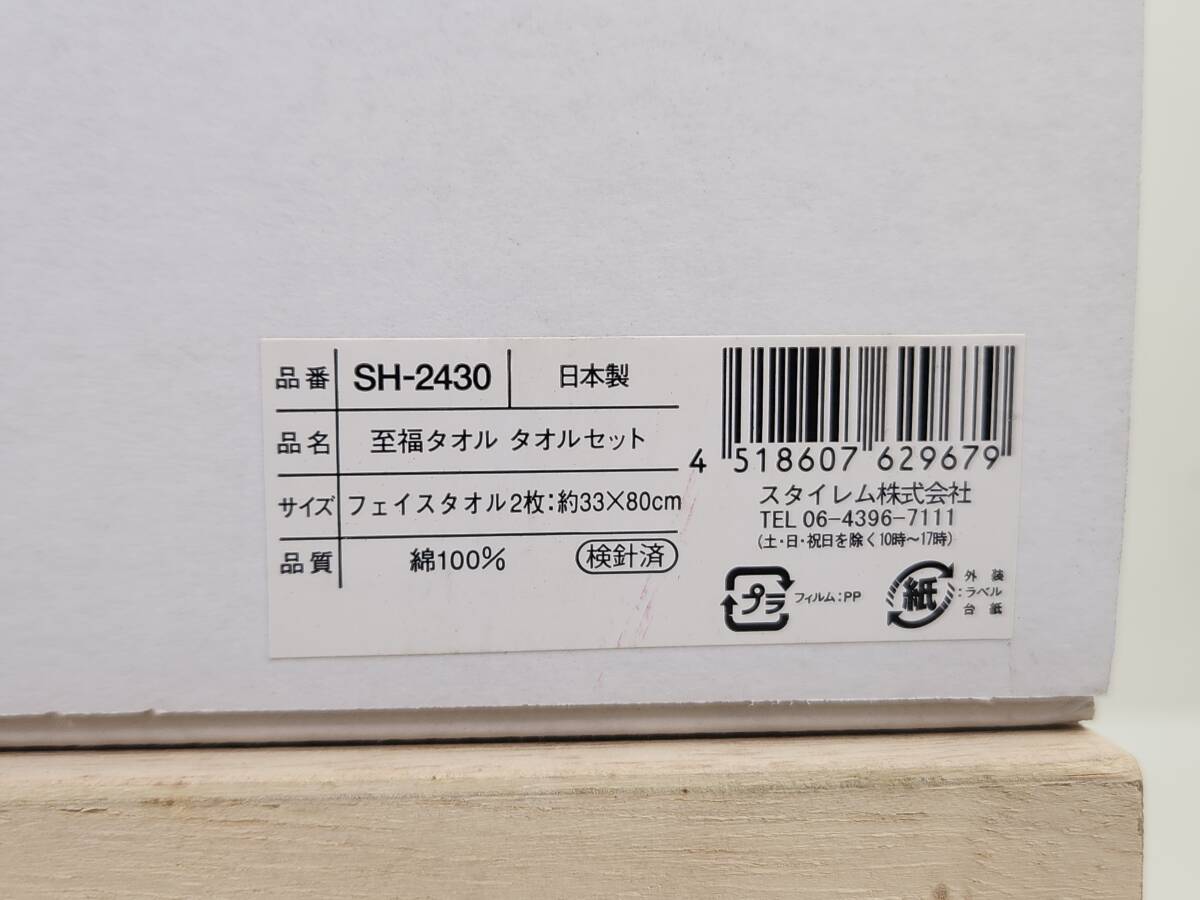 品番 SH-2430 日本製
品名 至福タオル タオルセット
サイズ フェイスタオル2枚:約33×80cm
品質 綿100% 検針済
4 518607 629679
スタイレム株式会社
TEL 06-4396-7111
(土・日・祝日を除く10時~17時)
プラ フィルム:PP
紙 外装
:ラベル
台紙